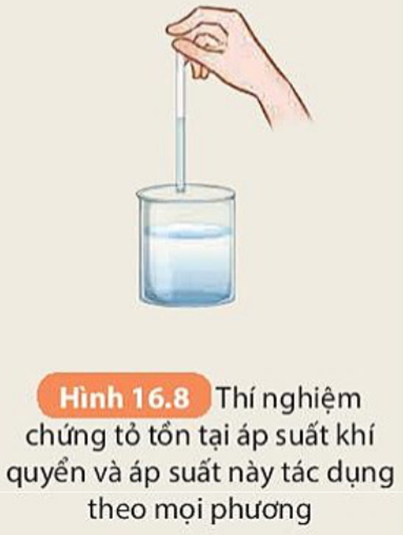 Hình 16.8 Thí nghiệm
chứng tỏ tồn tại áp suất khí
quyển và áp suất này tác dụng
theo mọi phương